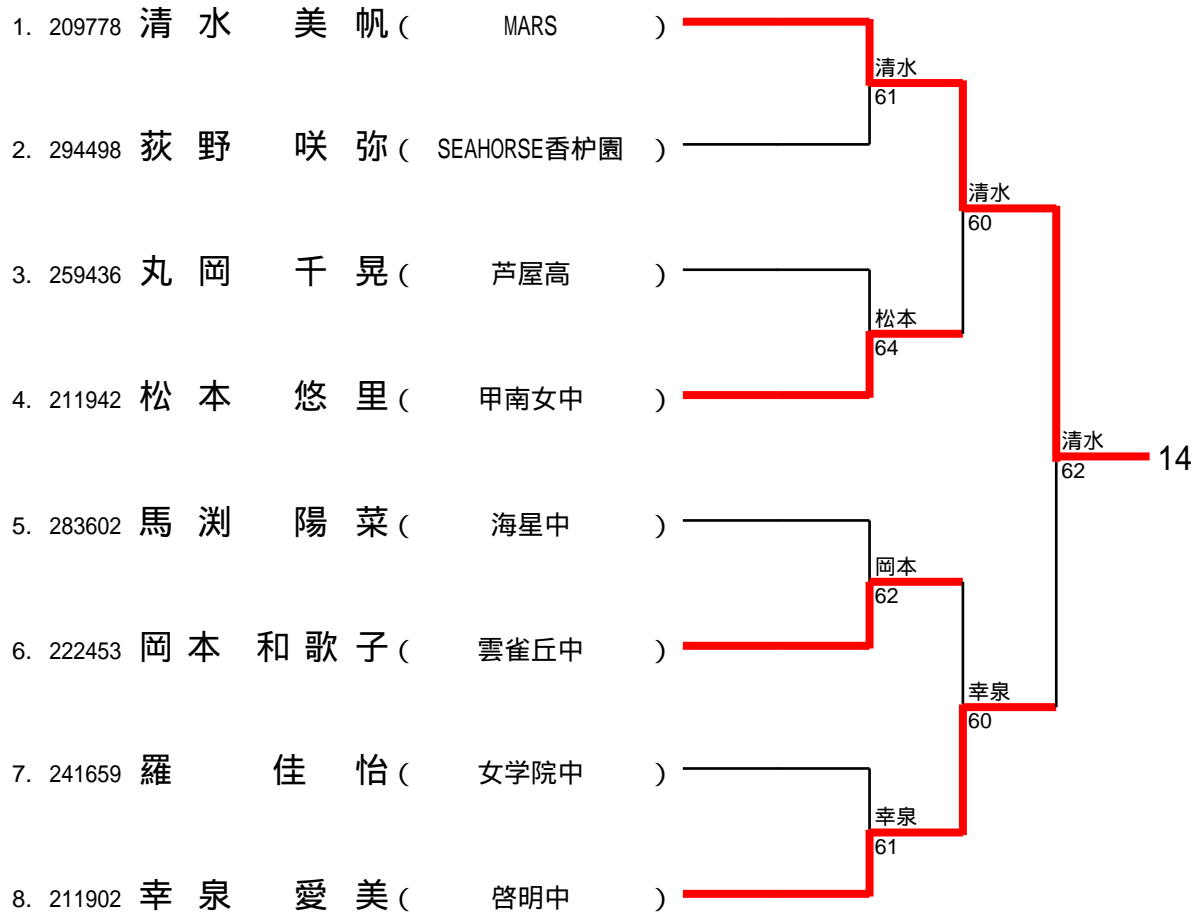 1. 209778 清水 美帆 ( MARS )
清水
61
2. 294498 荻野 咲弥 ( SEAHORSE香枦園 )
清水
60
3. 259436 丸岡 千晃 ( 芦屋高 )
松本
64
4. 211942 松本 悠里 ( 甲南女中 )
清水
62
14
5. 283602 馬渕 陽菜 ( 海星中 )
岡本
62
6. 222453 岡本 和歌子 ( 雲雀丘中 )
幸泉
60
7. 241659 羅 佳怡 ( 女学院中 )
幸泉
61
8. 211902 幸泉 愛美 ( 啓明中 )